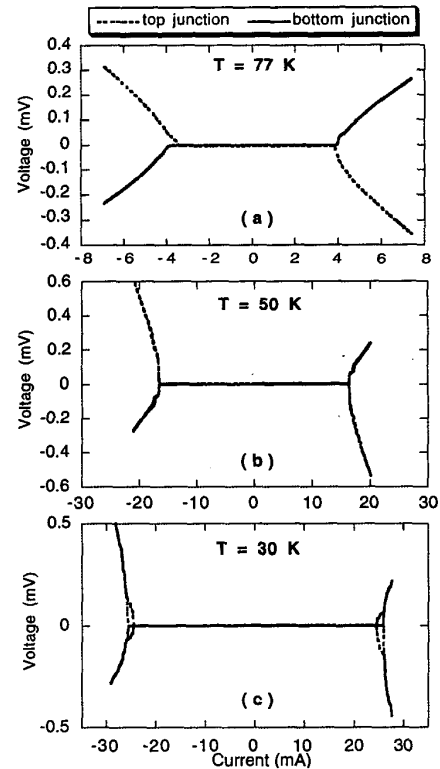 top junction bottom junction
T = 77 K
Voltage (mV)
0.4
0.3
0.2
0.1
0
-0.1
-0.2
-0.3
-0.4
(a)
-8 -6 -4 -2 0 2 4 6 8
T = 50 K
Voltage (mV)
0.6
0.4
0.2
0
-0.2
-0.4
-0.6
(b)
-30 -20 -10 0 10 20 30
T = 30 K
Voltage (mV)
0.5
0
-0.5
(c)
-30 -20 -10 0 10 20 30
Current (mA)